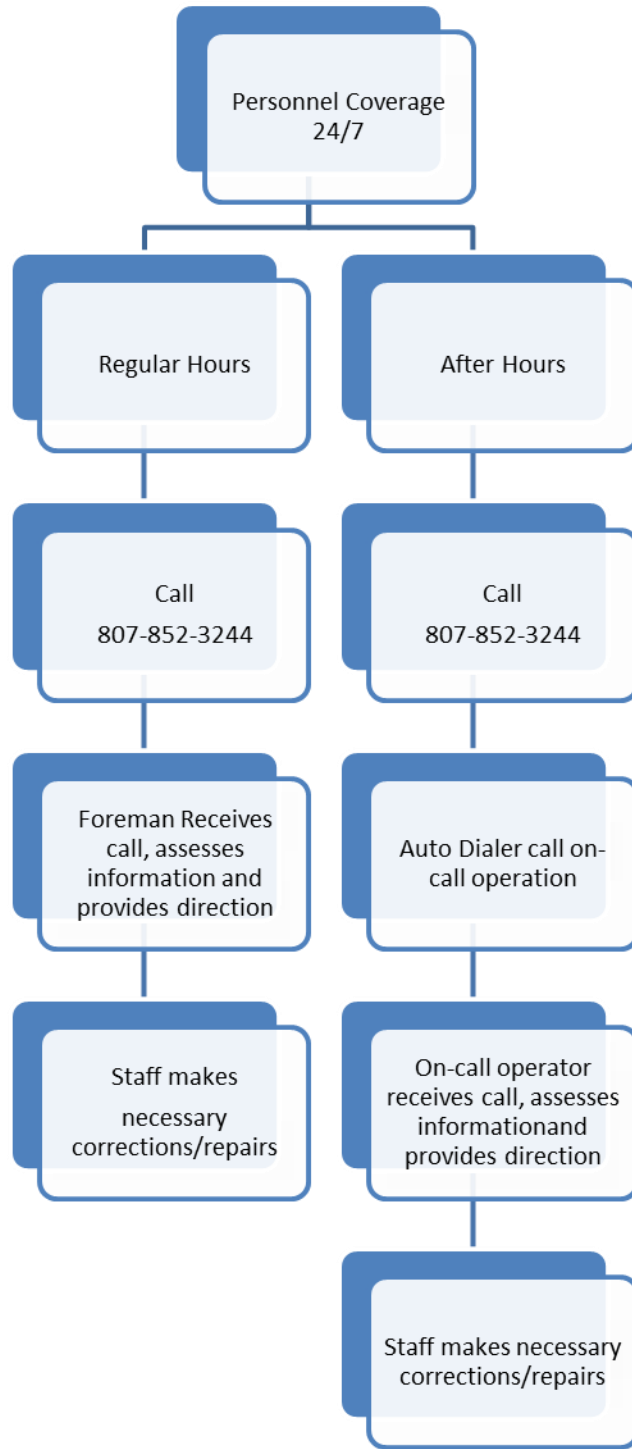 Personnel Coverage
24/7
Regular Hours
After Hours
Call
807-852-3244
Call
807-852-3244
Foreman Receives
call, assesses
information and
provides direction
Auto Dialer call on-
call operation
Staff makes
necessary
corrections/repairs
On-call operator
receives call, assesses
informationand
provides direction
Staff makes necessary
corrections/repairs